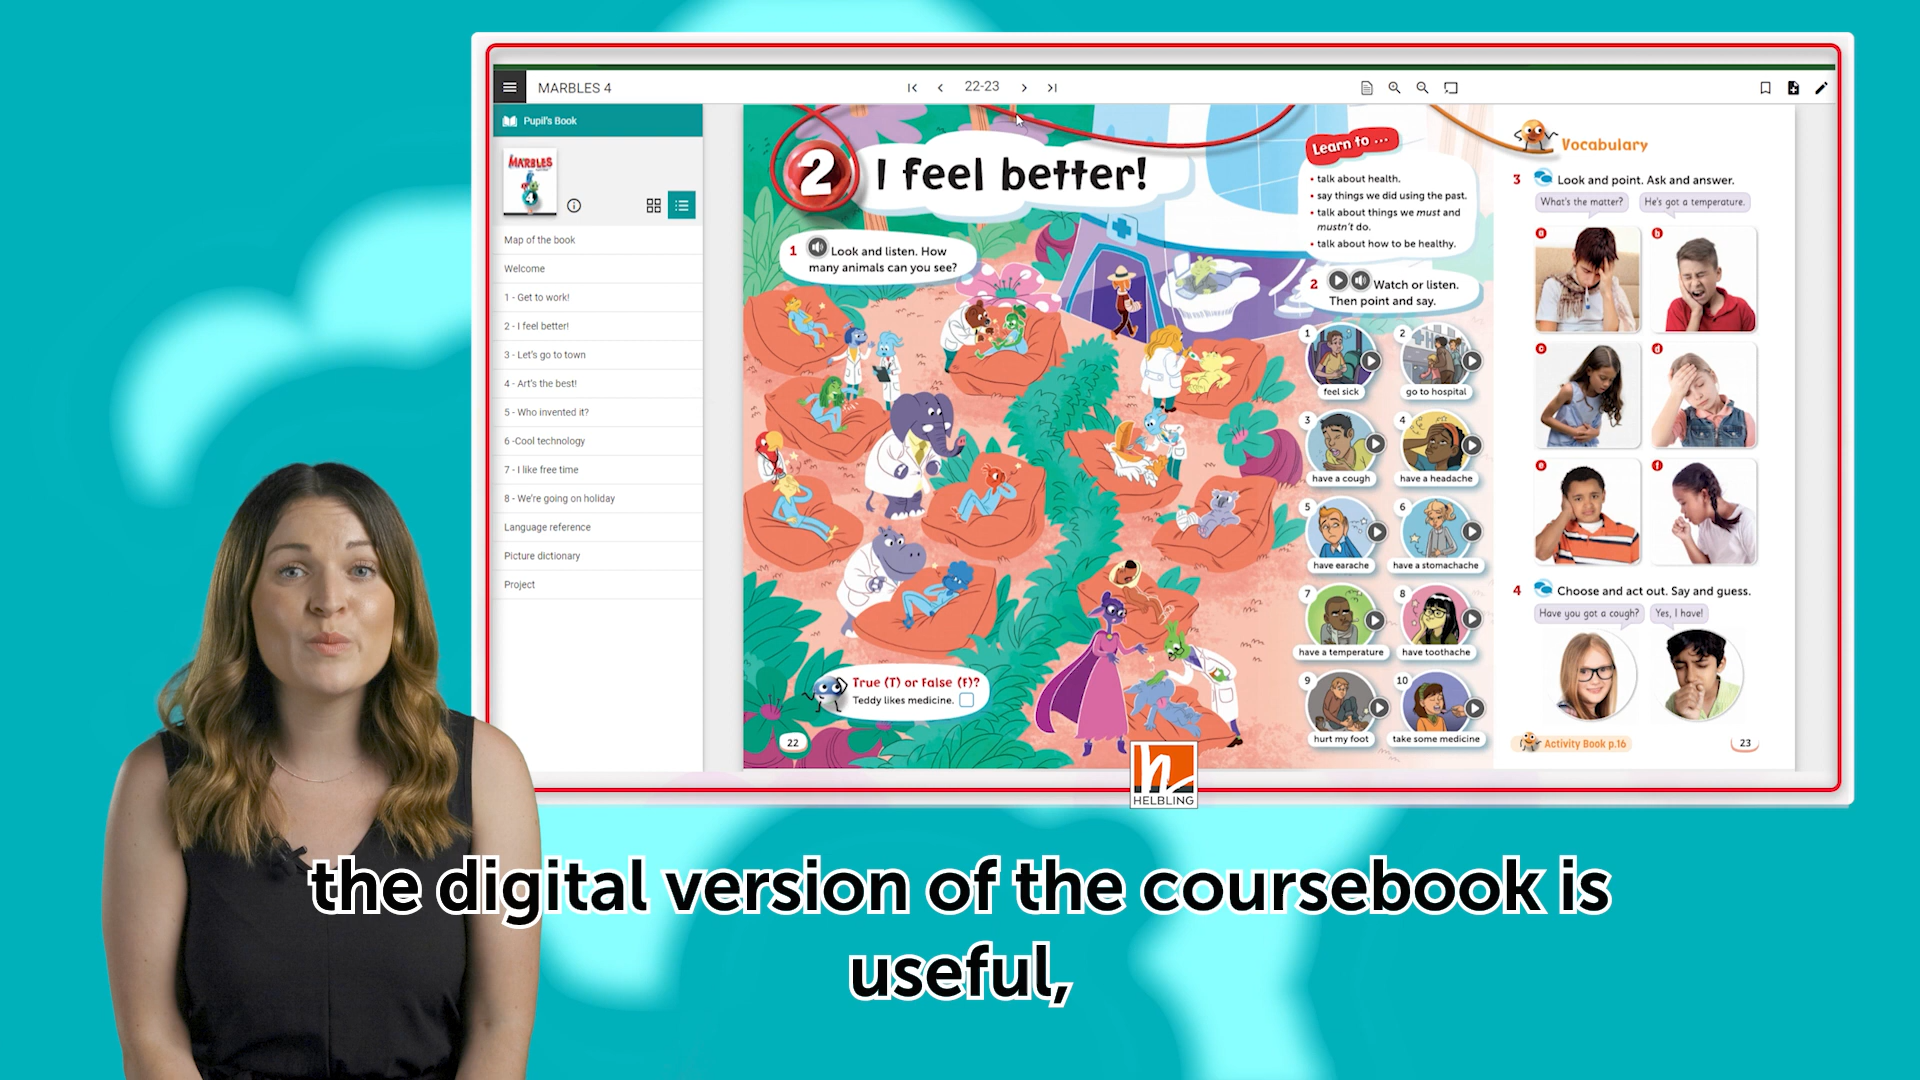 MARBLES 4
22-23
Pupil's Book
MARBLES
4
Map of the book
Welcome
1 - Get to work!
2 - I feel better!
3 - Let's go to town
4 - Art's the best!
5 - Who invented it?
6 -Cool technology
7 - I like free time
8 - We're going on holiday
Language reference
Picture dictionary
Project
2
I feel better!
1 Look and listen. How
many animals can you see?
True (T) or False (F)?
Teddy likes medicine.
22
Learn to ...
• talk about health.
• say things we did using the past.
• talk about things we must and
mustn't do.
• talk about how to be healthy.
2 Watch or listen.
Then point and say.
1
feel sick
2
go to hospital
3
have a cough
4
have a headache
5
have earache
6
have a stomachache
7
have a temperature
8
have toothache
9
hurt my foot
10
take some medicine
Vocabulary
3 Look and point. Ask and answer.
What's the matter?
He's got a temperature.
a
b
c
d
e
f
4 Choose and act out. Say and guess.
Have you got a cough?
Yes, I have!
Activity Book p.16
23
h
HELBLING
the digital version of the coursebook is
useful,